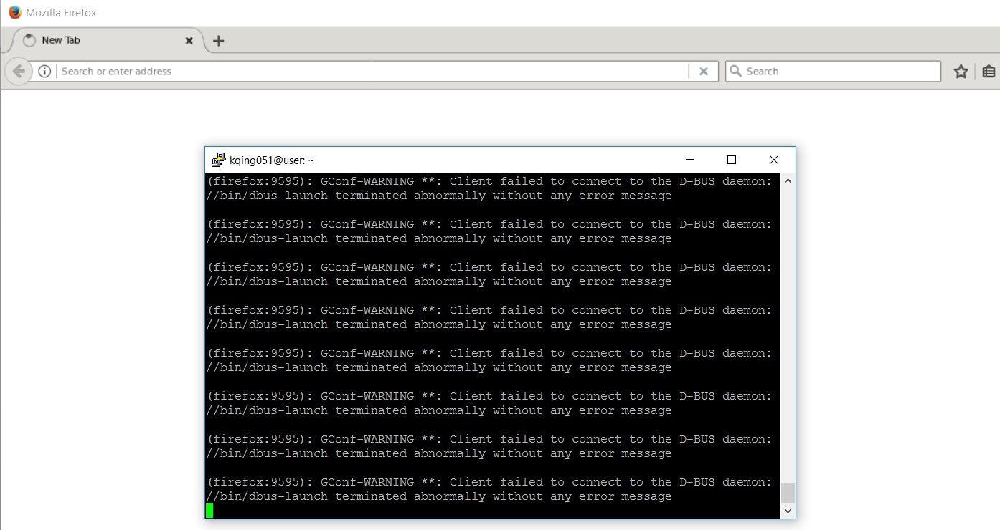 Mozilla Firefox
New Tab
Search or enter address
Search
kqing051@user: ~
(firefox:9595): GConf-WARNING **: Client failed to connect to the D-BUS daemon:
//bin/dbus-launch terminated abnormally without any error message
(firefox:9595): GConf-WARNING **: Client failed to connect to the D-BUS daemon:
//bin/dbus-launch terminated abnormally without any error message
(firefox:9595): GConf-WARNING **: Client failed to connect to the D-BUS daemon:
//bin/dbus-launch terminated abnormally without any error message
(firefox:9595): GConf-WARNING **: Client failed to connect to the D-BUS daemon:
//bin/dbus-launch terminated abnormally without any error message
(firefox:9595): GConf-WARNING **: Client failed to connect to the D-BUS daemon:
//bin/dbus-launch terminated abnormally without any error message
(firefox:9595): GConf-WARNING **: Client failed to connect to the D-BUS daemon:
//bin/dbus-launch terminated abnormally without any error message
(firefox:9595): GConf-WARNING **: Client failed to connect to the D-BUS daemon:
//bin/dbus-launch terminated abnormally without any error message
(firefox:9595): GConf-WARNING **: Client failed to connect to the D-BUS daemon:
//bin/dbus-launch terminated abnormally without any error message